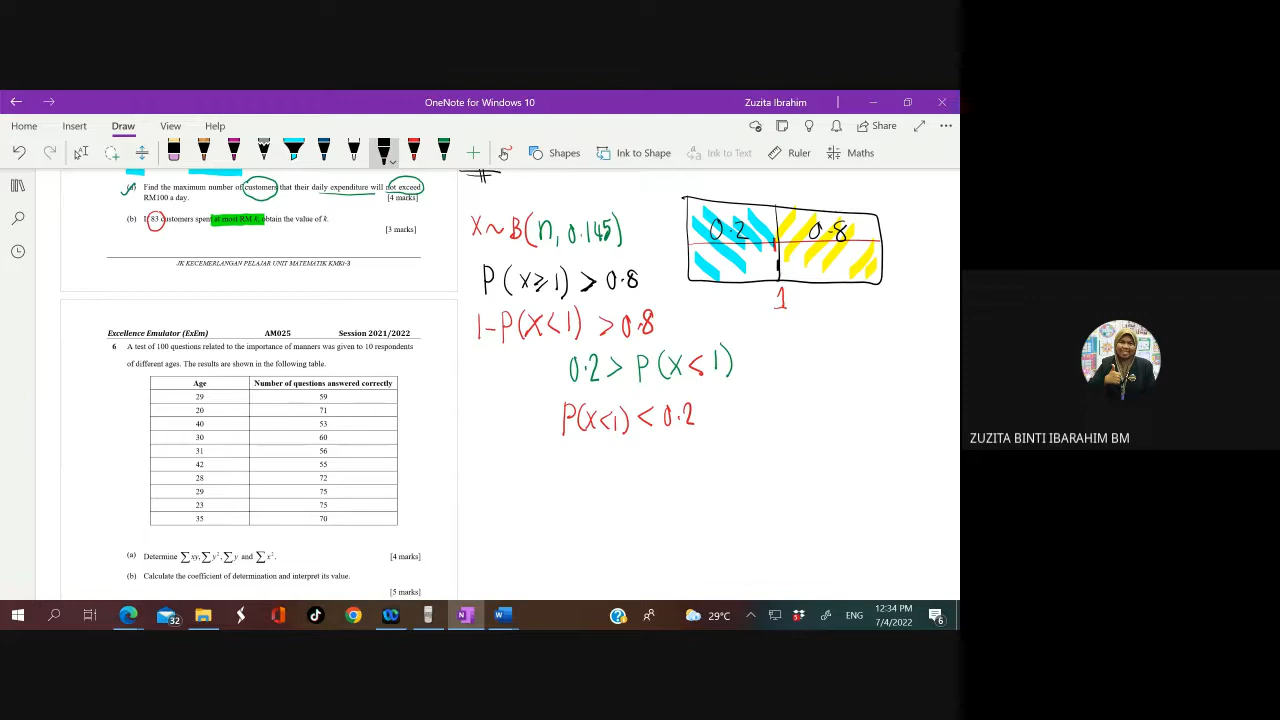 OneNote for Windows 10
Zuzita Ibrahim
Home Insert Draw View Help
Share
Shapes
Ink to Shape
Ink to Text
Ruler
Maths
(a) Find the maximum number of customers that their daily expenditure will not exceed
RM100 a day.
[4 marks]
(b) If 83 customers spent at most RM k, obtain the value of k.
[3 marks]
JK KECEMERLANGAN PELAJAR UNIT MATEMATIK KMKt-3
Excellence Emulator (ExEm) AM025 Session 2021/2022
6 A test of 100 questions related to the importance of manners was given to 10 respondents
of different ages. The results are shown in the following table.
Age Number of questions answered correctly
29 59
20 71
40 53
30 60
31 56
42 55
28 72
29 75
23 75
35 70
(a) Determine ∑xy, ∑y², ∑y and ∑x². [4 marks]
(b) Calculate the coefficient of determination and interpret its value.
[5 marks]
X ~ B(n, 0.145)
P(x ≥ 1) > 0.8
1 - P(X < 1) > 0.8
0.2 > P(X < 1)
P(X < 1) < 0.2
0.2 0.8
1
ZUZITA BINTI IBARAHIM BM
32
29°C
ENG
12:34 PM
7/4/2022
6